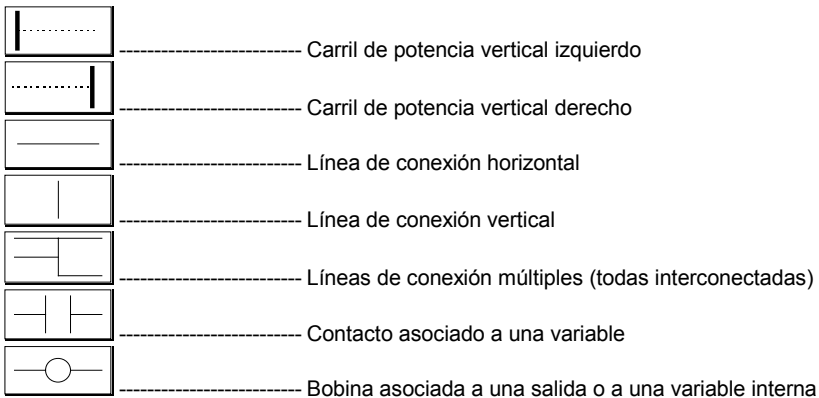 -------------------------- Carril de potencia vertical izquierdo
-------------------------- Carril de potencia vertical derecho
-------------------------- Línea de conexión horizontal
-------------------------- Línea de conexión vertical
-------------------------- Líneas de conexión múltiples (todas interconectadas)
-------------------------- Contacto asociado a una variable
-------------------------- Bobina asociada a una salida o a una variable interna